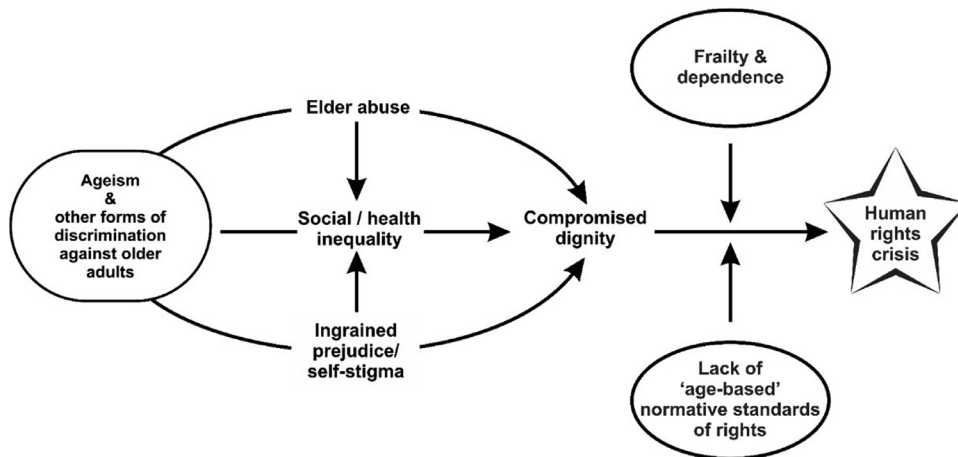 Frailty &
dependence
Elder abuse
Ageism
&
other forms of
discrimination
against older
adults
Social / health
inequality
Compromised
dignity
Human
rights
crisis
Ingrained
prejudice/
self-stigma
Lack of
‘age-based’
normative standards
of rights